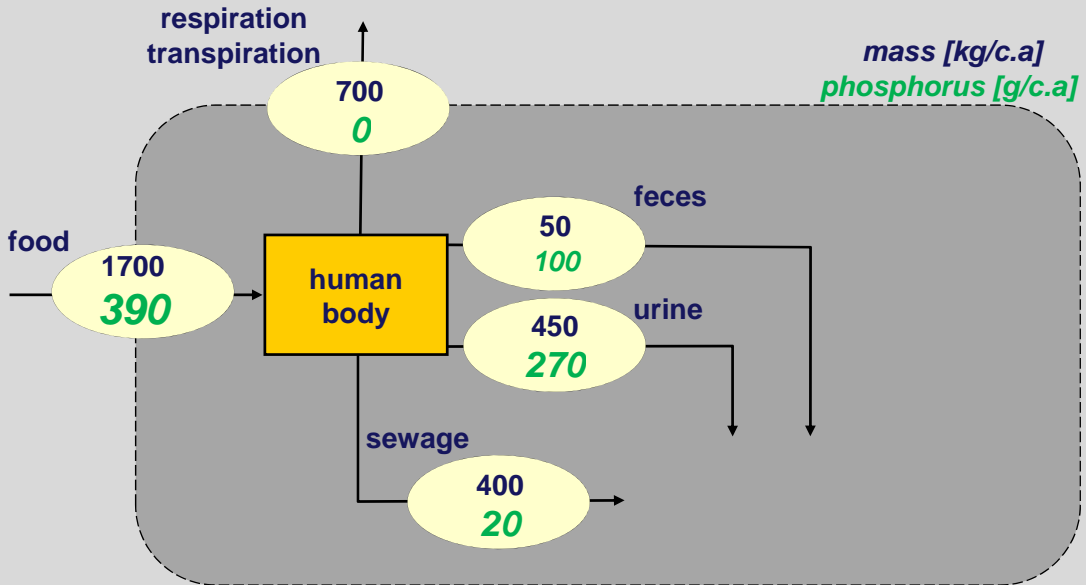 respiration
transpiration
mass [kg/c.a]
phosphorus [g/c.a]
700
0
feces
50
100
food
1700
390
human
body
urine
450
270
sewage
400
20